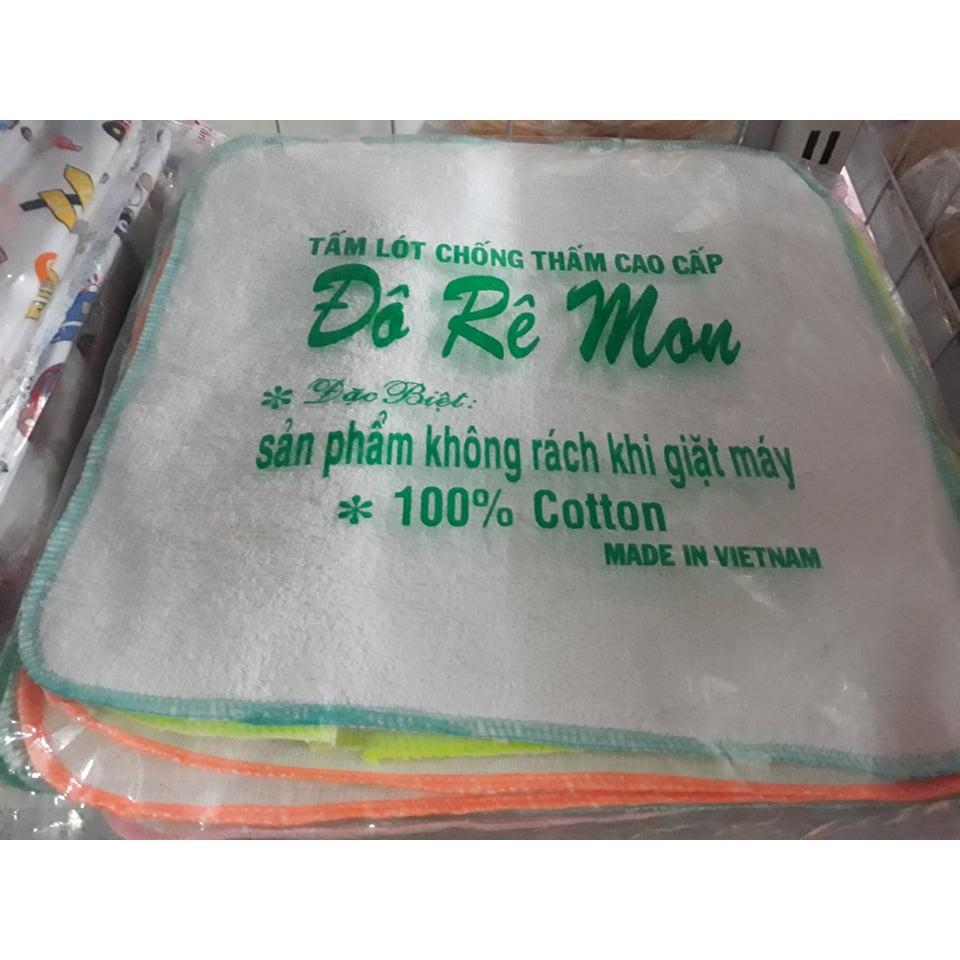 TẤM LÓT CHỐNG THẤM CAO CẤP
Đô Rê Mon
* Đặc Biệt:
sản phẩm không rách khi giặt máy
* 100% Cotton
MADE IN VIETNAM